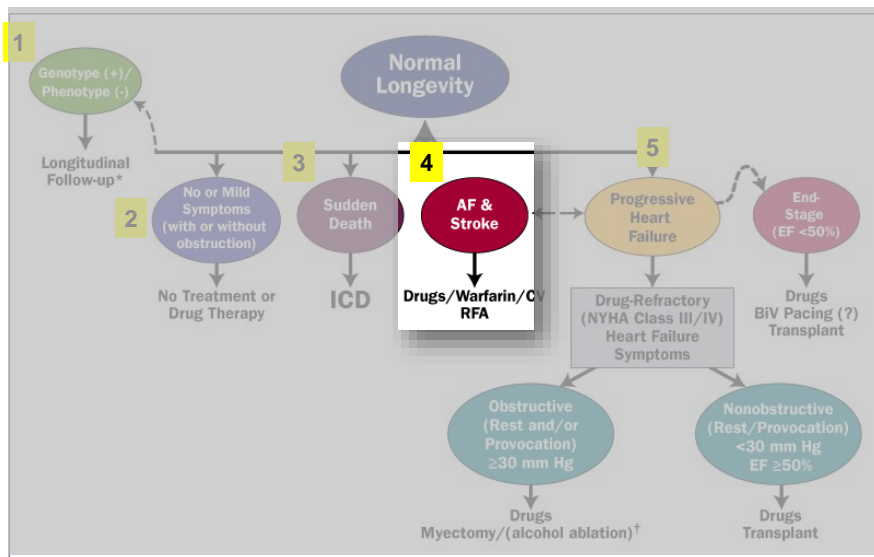 1
Genotype (+)/
Phenotype (-)
Longitudinal
Follow-up*
Normal
Longevity
2
No or Mild
Symptoms
(with or without
obstruction)
No Treatment or
Drug Therapy
3
Sudden
Death
ICD
4
AF &
Stroke
Drugs/Warfarin/CV
RFA
5
Progressive
Heart
Failure
End-
Stage
(EF <50%)
Drugs
BiV Pacing (?)
Transplant
Drug-Refractory
(NYHA Class III/IV)
Heart Failure
Symptoms
Obstructive
(Rest and/or
Provocation)
≥30 mm Hg
Drugs
Myectomy/(alcohol ablation)†
Nonobstructive
(Rest/Provocation)
<30 mm Hg
EF ≥50%
Drugs
Transplant